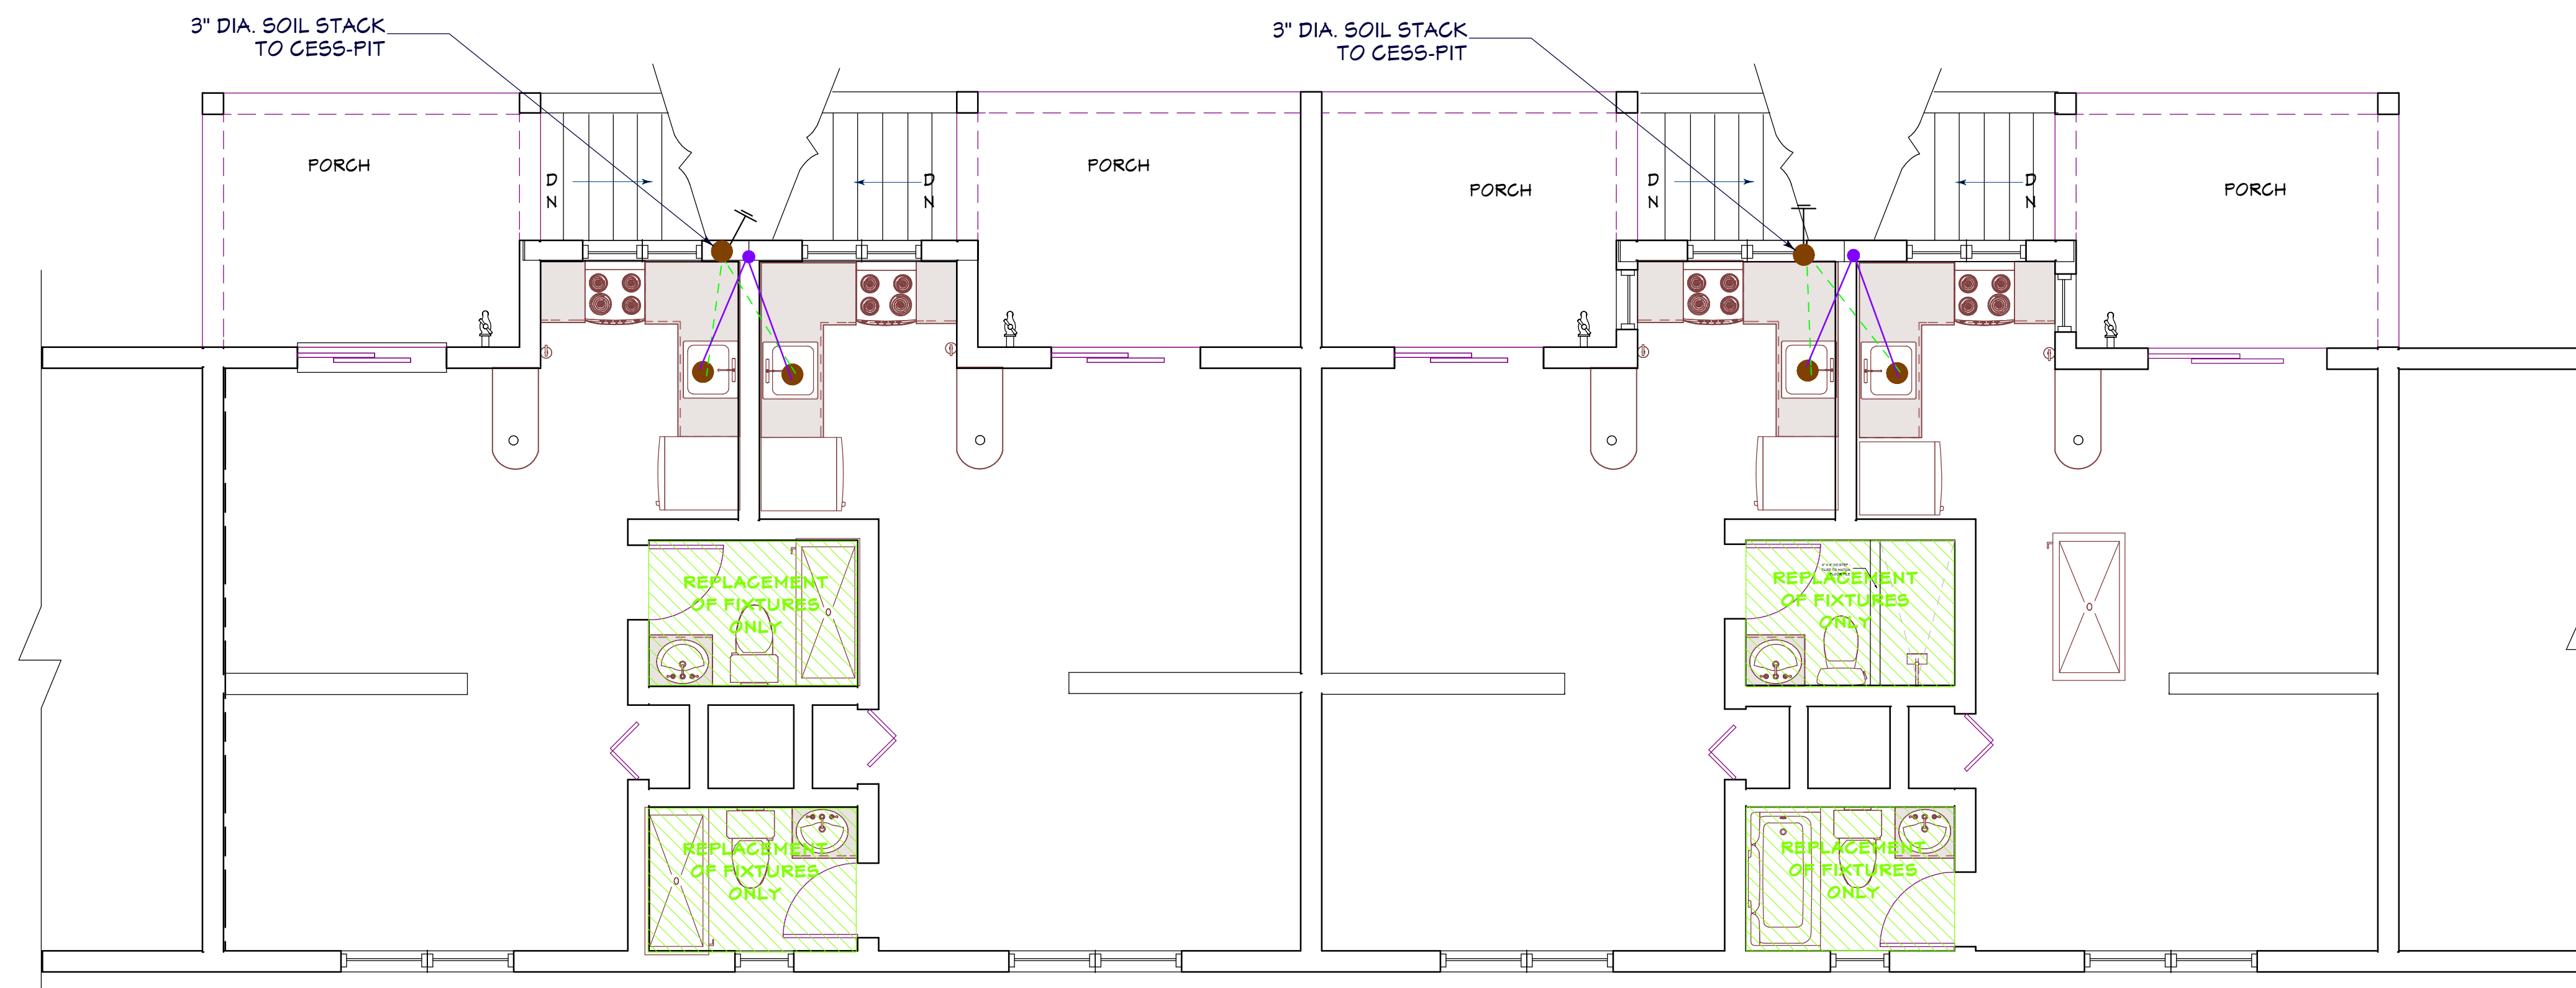 3" DIA. SOIL STACK
TO CESS-PIT
3" DIA. SOIL STACK
TO CESS-PIT
PORCH
PORCH
PORCH
PORCH
D
N
D
N
D
N
D
N
REPLACEMENT
OF FIXTURES
ONLY
REPLACEMENT
OF FIXTURES
ONLY
REPLACEMENT
OF FIXTURES
ONLY
REPLACEMENT
OF FIXTURES
ONLY